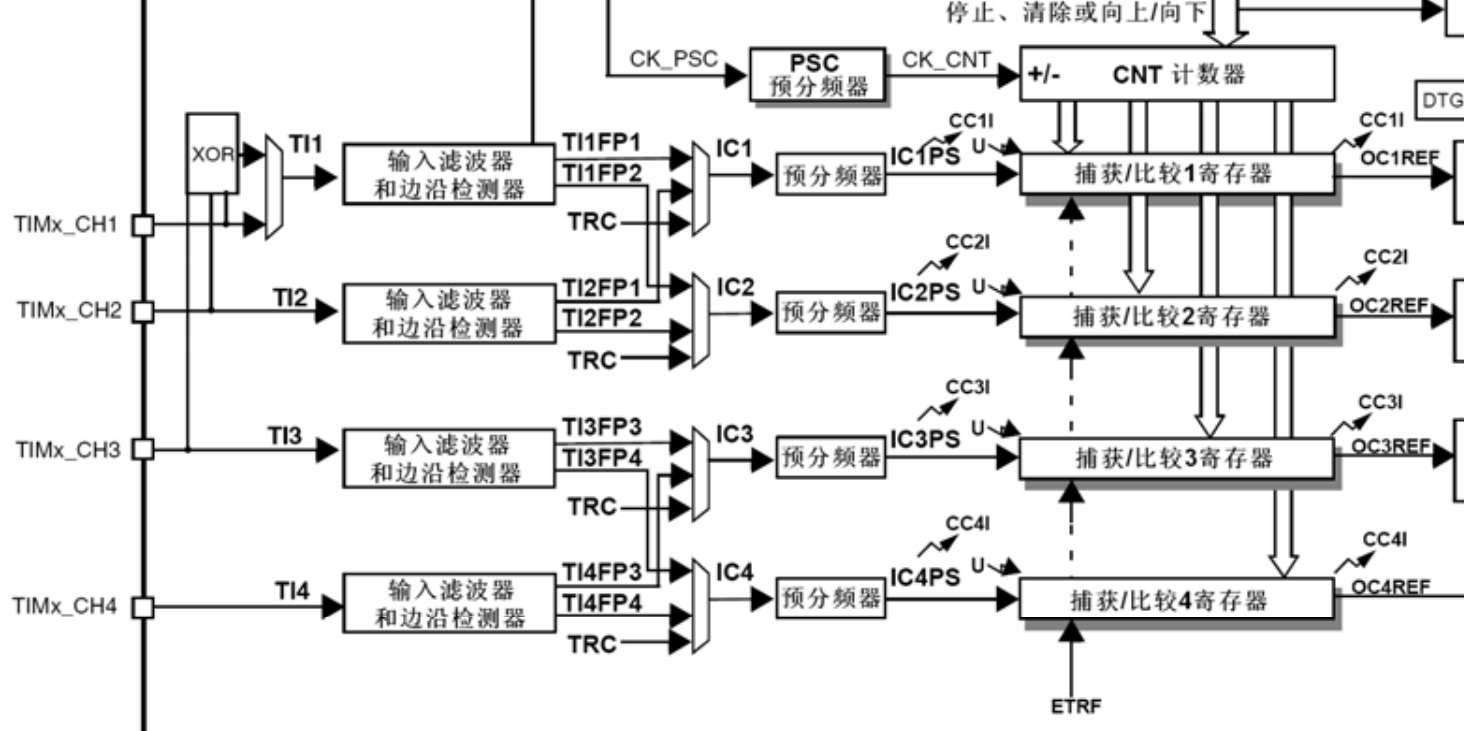 停止、清除或向上/向下
CK_PSC
PSC
预分频器
CK_CNT
+/-
CNT 计数器
DTG
XOR
TI1
输入滤波器
和边沿检测器
TI1FP1
TI1FP2
TRC
IC1
预分频器
IC1PS
CC1I
U
捕获/比较1寄存器
CC1I
OC1REF
TIMx_CH1
TIMx_CH2
TI2
输入滤波器
和边沿检测器
TI2FP1
TI2FP2
TRC
IC2
预分频器
IC2PS
CC2I
U
捕获/比较2寄存器
CC2I
OC2REF
TIMx_CH3
TI3
输入滤波器
和边沿检测器
TI3FP3
TI3FP4
TRC
IC3
预分频器
IC3PS
CC3I
U
捕获/比较3寄存器
CC3I
OC3REF
TIMx_CH4
TI4
输入滤波器
和边沿检测器
TI4FP3
TI4FP4
TRC
IC4
预分频器
IC4PS
CC4I
U
捕获/比较4寄存器
CC4I
OC4REF
ETRF